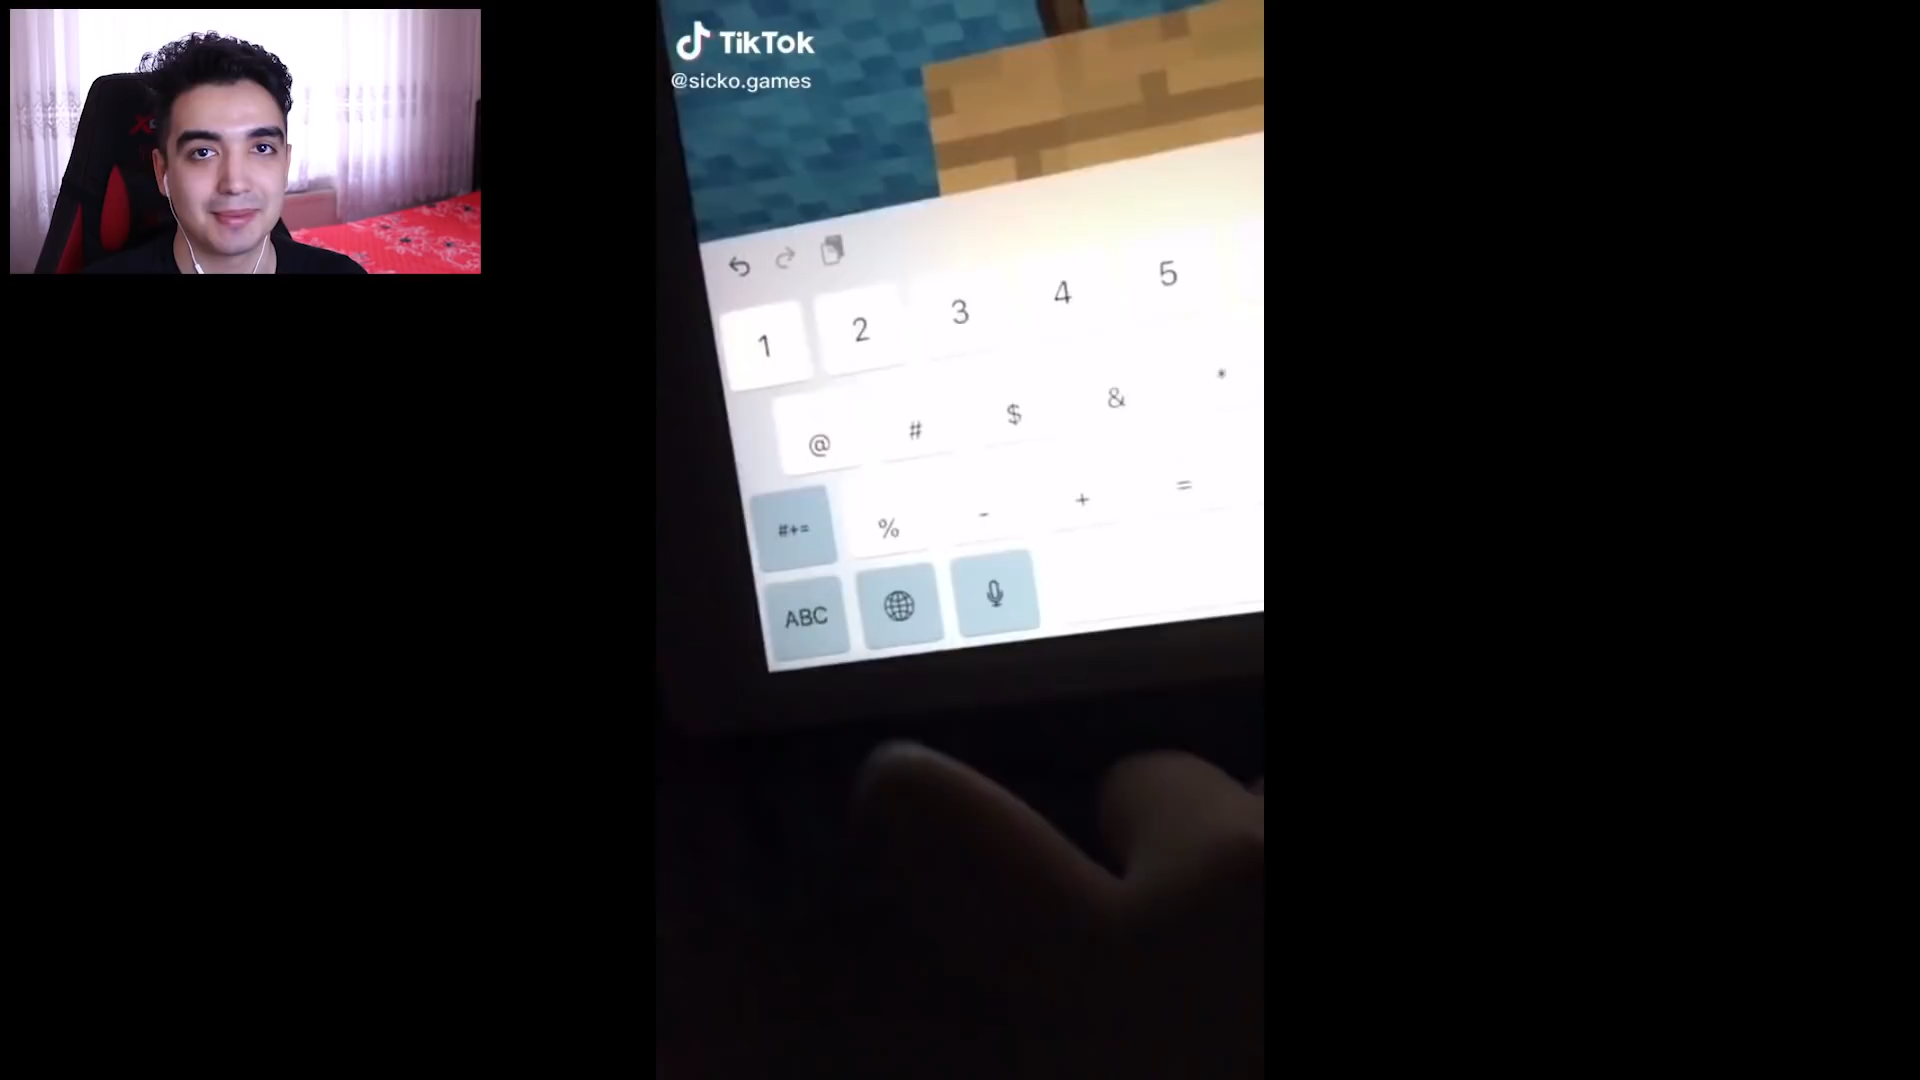 TikTok
@sicko.games
1 2 3 4 5
@ # $ & *
#+= % - + =
ABC